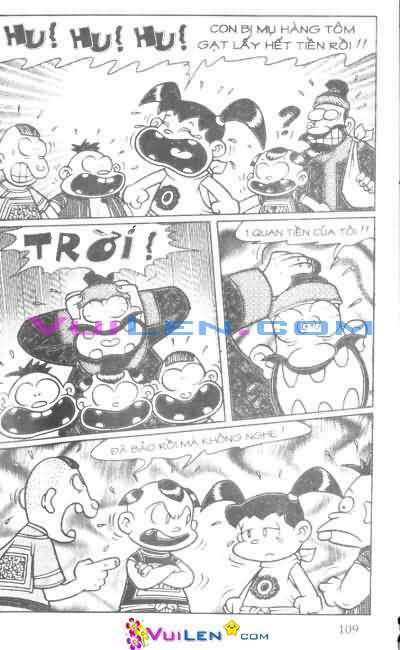 HU! HU! HU!
CON BỊ MỤ HÀNG TÔM
GẠT LẤY HẾT TIỀN RỒI!!
?
TRỜI!
1 QUAN TIỀN CỦA TÔI!!
VUILEN.COM
ĐÃ BẢO RỒI MÀ KHÔNG NGHE!
109
VUILEN.COM